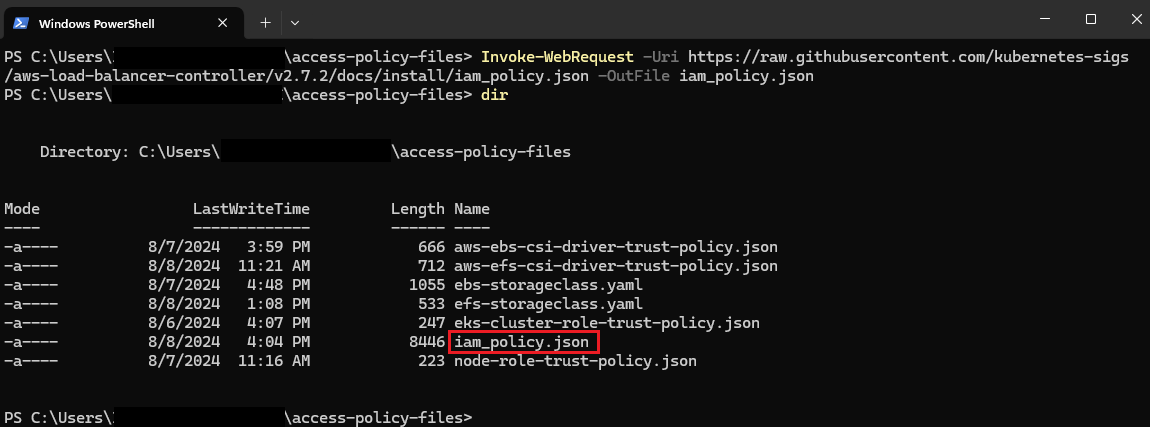 Windows PowerShell
PS C:\Users\ \access-policy-files> Invoke-WebRequest -Uri https://raw.githubusercontent.com/kubernetes-sigs
/aws-load-balancer-controller/v2.7.2/docs/install/iam_policy.json -OutFile iam_policy.json
PS C:\Users\ \access-policy-files> dir
Directory: C:\Users\ \access-policy-files
Mode LastWriteTime Length Name
---- ------------- ------ ----
-a---- 8/7/2024 3:59 PM 666 aws-ebs-csi-driver-trust-policy.json
-a---- 8/8/2024 11:21 AM 712 aws-efs-csi-driver-trust-policy.json
-a---- 8/7/2024 4:48 PM 1055 ebs-storageclass.yaml
-a---- 8/8/2024 1:08 PM 533 efs-storageclass.yaml
-a---- 8/6/2024 4:07 PM 247 eks-cluster-role-trust-policy.json
-a---- 8/8/2024 4:04 PM 8446 iam_policy.json
-a---- 8/7/2024 11:16 AM 223 node-role-trust-policy.json
PS C:\Users\ \access-policy-files>